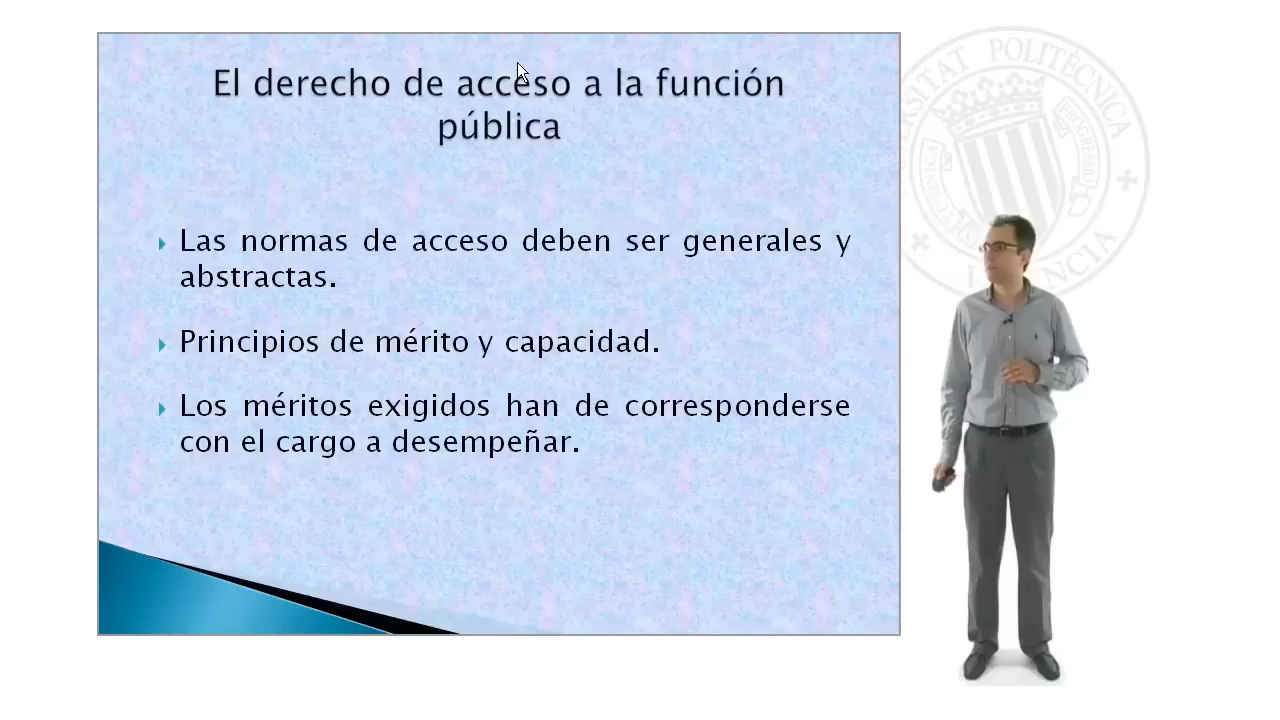 El derecho de acceso a la función
pública
Las normas de acceso deben ser generales y
abstractas.
Principios de mérito y capacidad.
Los méritos exigidos han de corresponderse
con el cargo a desempeñar.
POLITÈCNICA